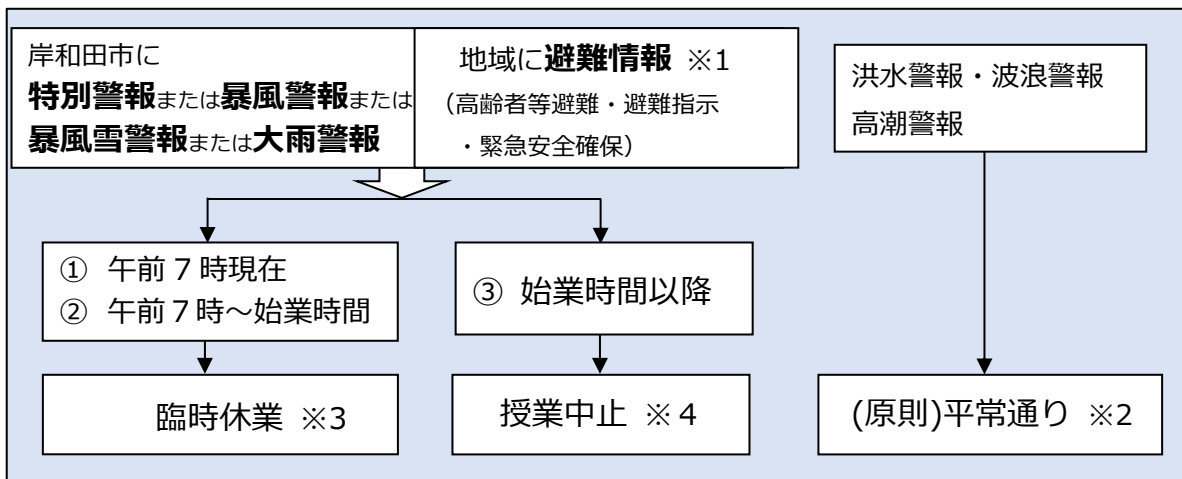 岸和田市に
特別警報または暴風警報または
暴風雪警報または大雨警報
地域に避難情報 ※1
（高齢者等避難・避難指示
・緊急安全確保）
洪水警報・波浪警報
高潮警報
① 午前７時現在
② 午前７時～始業時間
③ 始業時間以降
臨時休業 ※3
授業中止 ※４
(原則)平常通り ※2